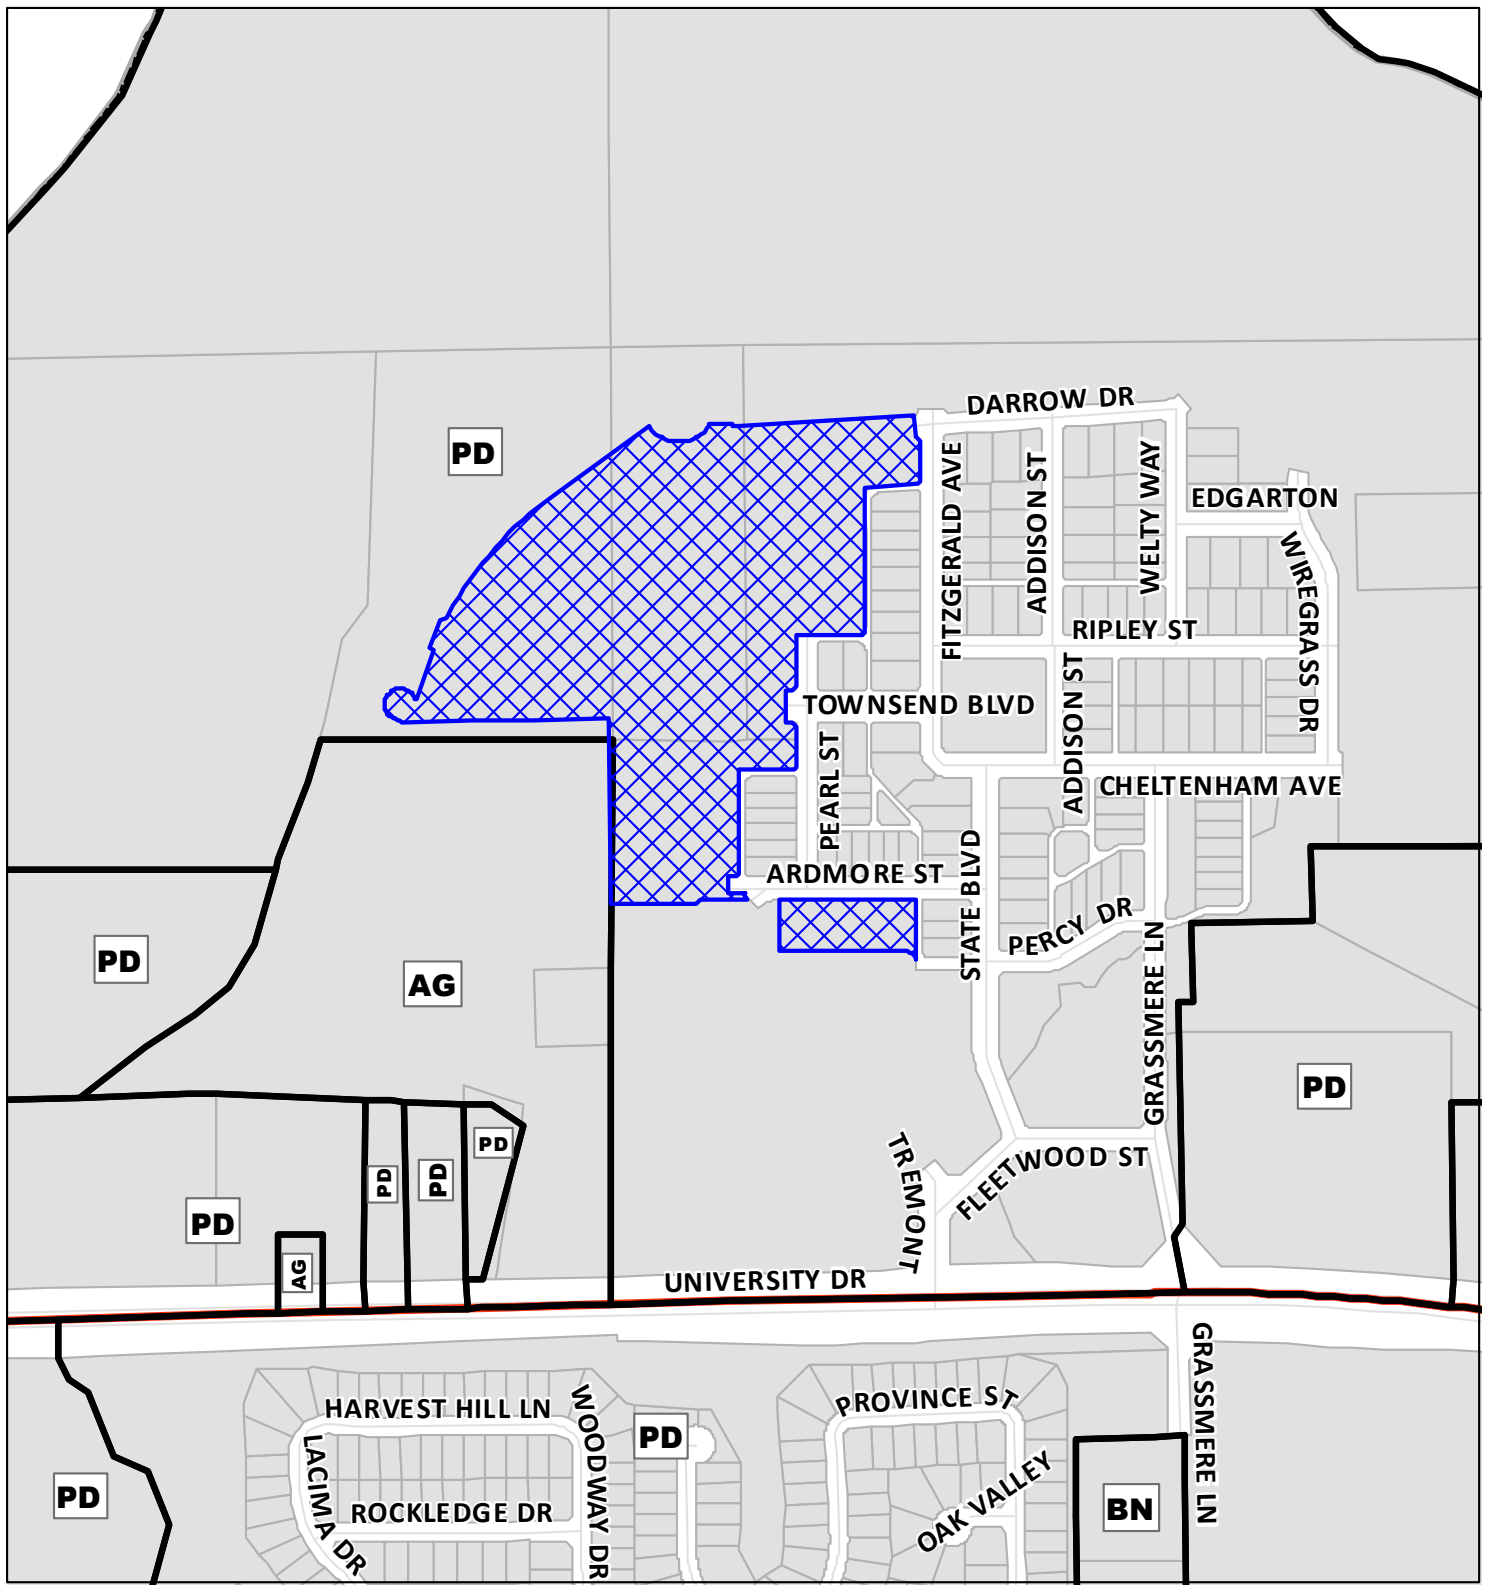 DARROW DR
PD
FITZGERALD AVE
ADDISON ST
WELTY WAY
EDGARTON
WIREGRASS DR
RIPLEY ST
TOWNSEND BLVD
ADDISON ST
PEARL ST
CHELTENHAM AVE
ARDMORE ST
STATE BLVD
PERCY DR
GRASSMERE LN
PD
AG
PD
TREMONT
FLEETWOOD ST
PD
PD
PD
PD
AG
UNIVERSITY DR
GRASSMERE LN
HARVEST HILL LN
WOODWAY DR
PD
PROVINCE ST
LACIMA DR
ROCKLEDGE DR
OAK VALLEY
PD
BN